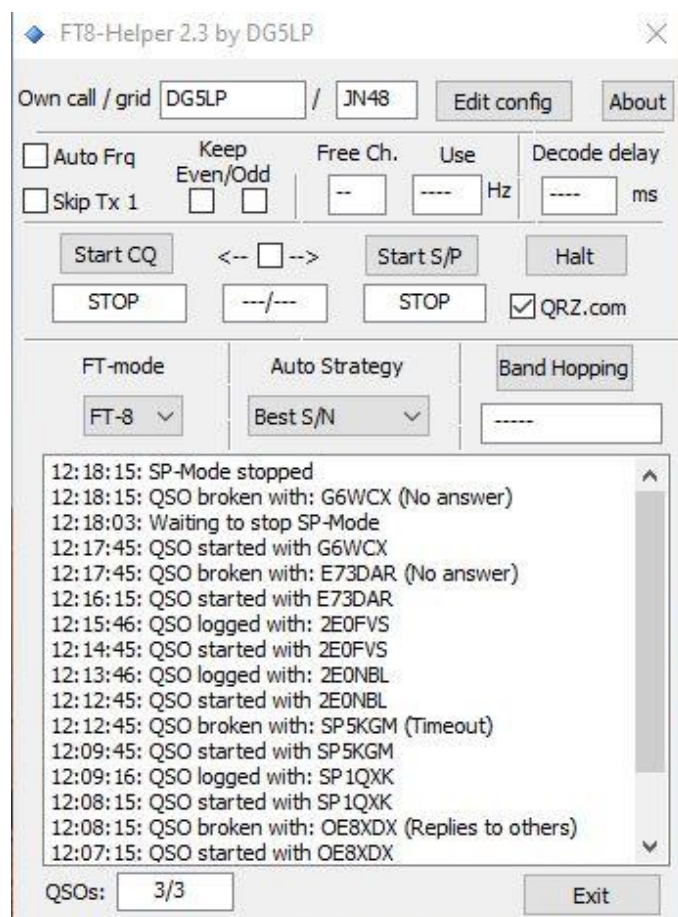 FT8-Helper 2.3 by DG5LP
Own call / grid DG5LP / JN48 Edit config About
Auto Frq Keep Even/Odd Free Ch. Use Decode delay
Skip Tx 1 -- ---- Hz ---- ms
Start CQ <-- --> Start S/P Halt
STOP ---/--- STOP QRZ.com
FT-mode Auto Strategy Band Hopping
FT-8 Best S/N -----
12:18:15: SP-Mode stopped
12:18:15: QSO broken with: G6WCX (No answer)
12:18:03: Waiting to stop SP-Mode
12:17:45: QSO started with G6WCX
12:17:45: QSO broken with: E73DAR (No answer)
12:16:15: QSO started with E73DAR
12:15:46: QSO logged with: 2E0FVS
12:14:45: QSO started with 2E0FVS
12:13:46: QSO logged with: 2E0NBL
12:12:45: QSO started with 2E0NBL
12:12:45: QSO broken with: SP5KGM (Timeout)
12:09:45: QSO started with SP5KGM
12:09:16: QSO logged with: SP1QXK
12:08:15: QSO started with SP1QXK
12:08:15: QSO broken with: OE8XDX (Replies to others)
12:07:15: QSO started with OE8XDX
QSOs: 3/3 Exit